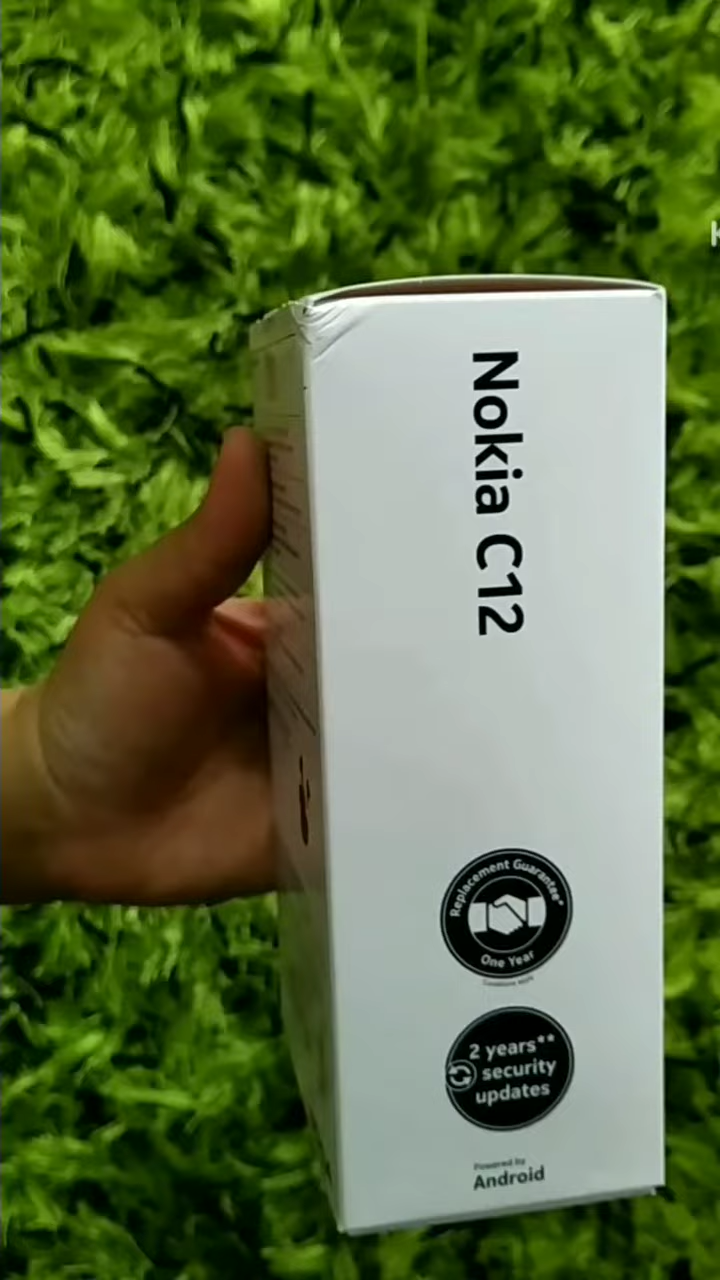 Nokia C12
Replacement Guarantee*
One Year
2 years**
security
updates
Powered by
Android